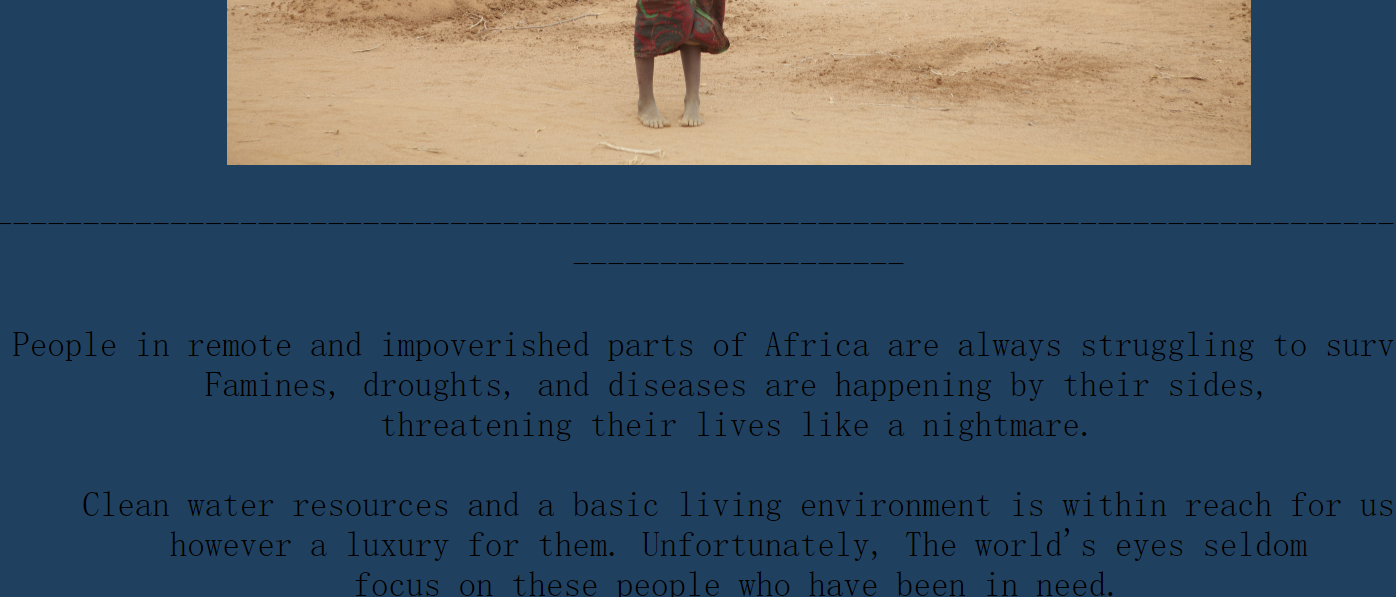 People in remote and impoverished parts of Africa are always struggling to surv
Famines, droughts, and diseases are happening by their sides,
threatening their lives like a nightmare.
Clean water resources and a basic living environment is within reach for us
however a luxury for them. Unfortunately, The world's eyes seldom
focus on these people who have been in need.